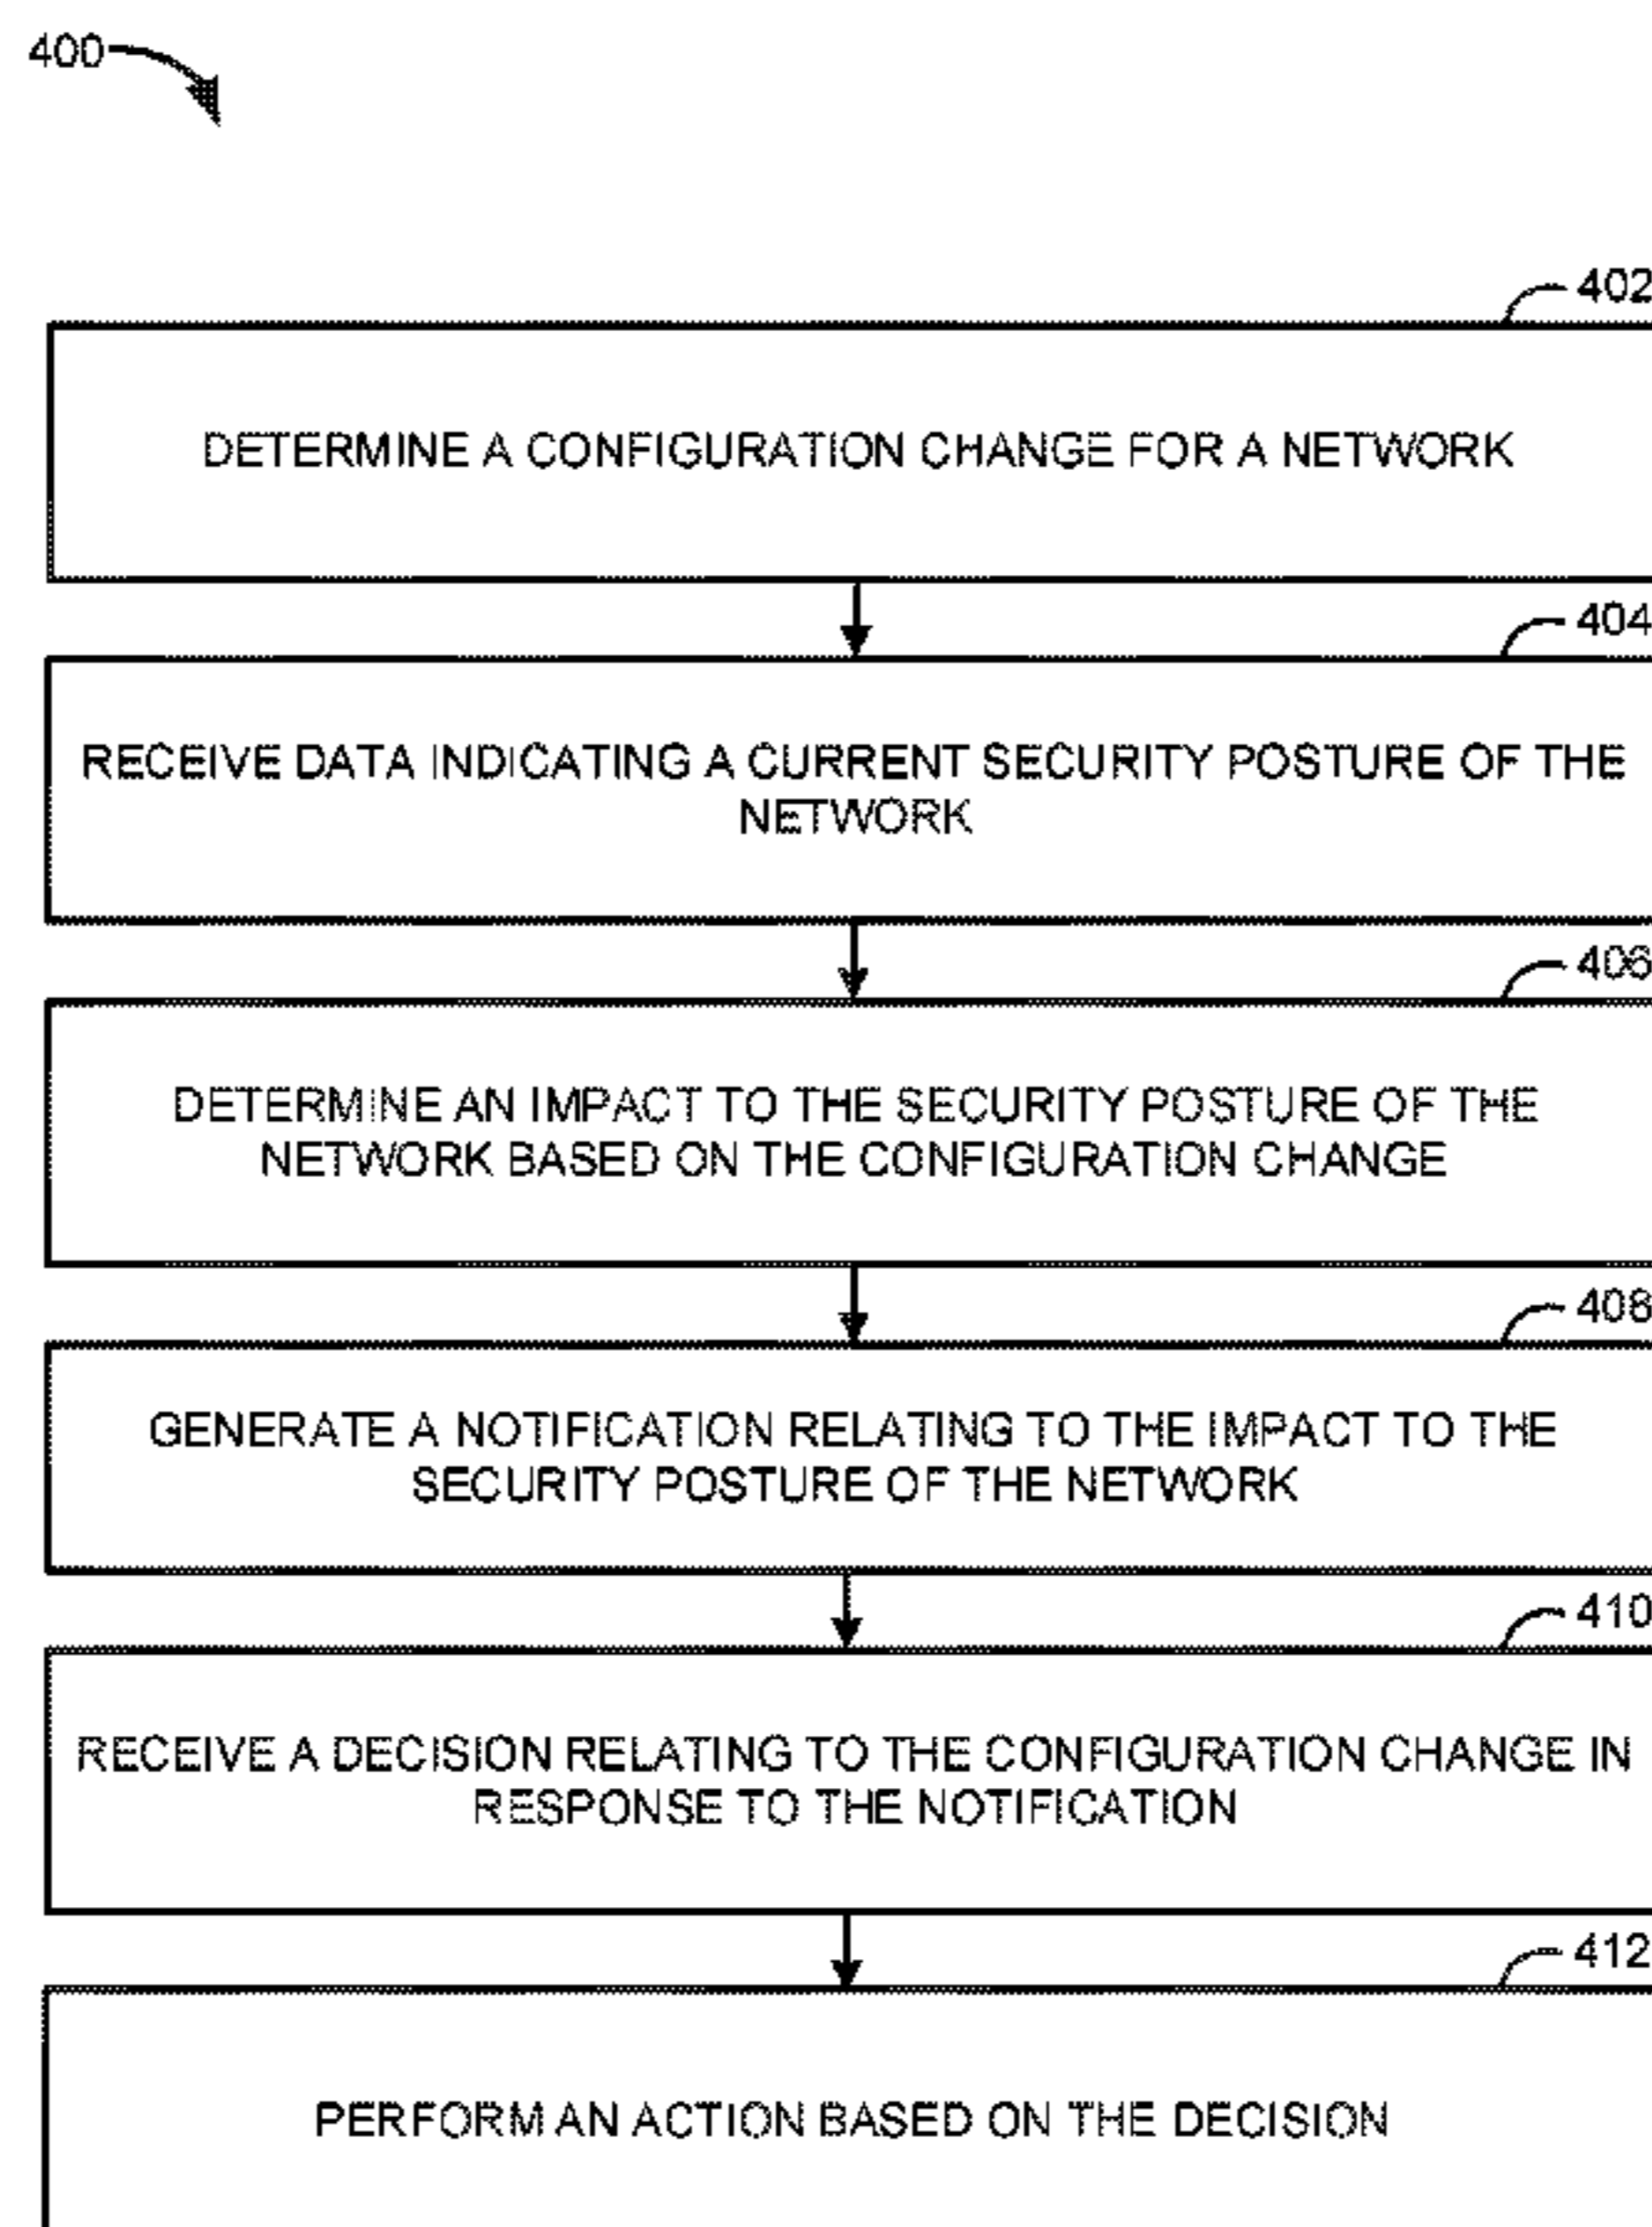 400
402
DETERMINE A CONFIGURATION CHANGE FOR A NETWORK
404
RECEIVE DATA INDICATING A CURRENT SECURITY POSTURE OF THE
NETWORK
406
DETERMINE AN IMPACT TO THE SECURITY POSTURE OF THE
NETWORK BASED ON THE CONFIGURATION CHANGE
408
GENERATE A NOTIFICATION RELATING TO THE IMPACT TO THE
SECURITY POSTURE OF THE NETWORK
410
RECEIVE A DECISION RELATING TO THE CONFIGURATION CHANGE IN
RESPONSE TO THE NOTIFICATION
412
PERFORM AN ACTION BASED ON THE DECISION